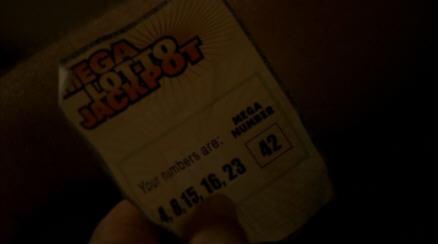 MEGA
LOTTO
JACKPOT
MEGA
NUMBER
Your numbers are:
42
4, 8, 15, 16, 23